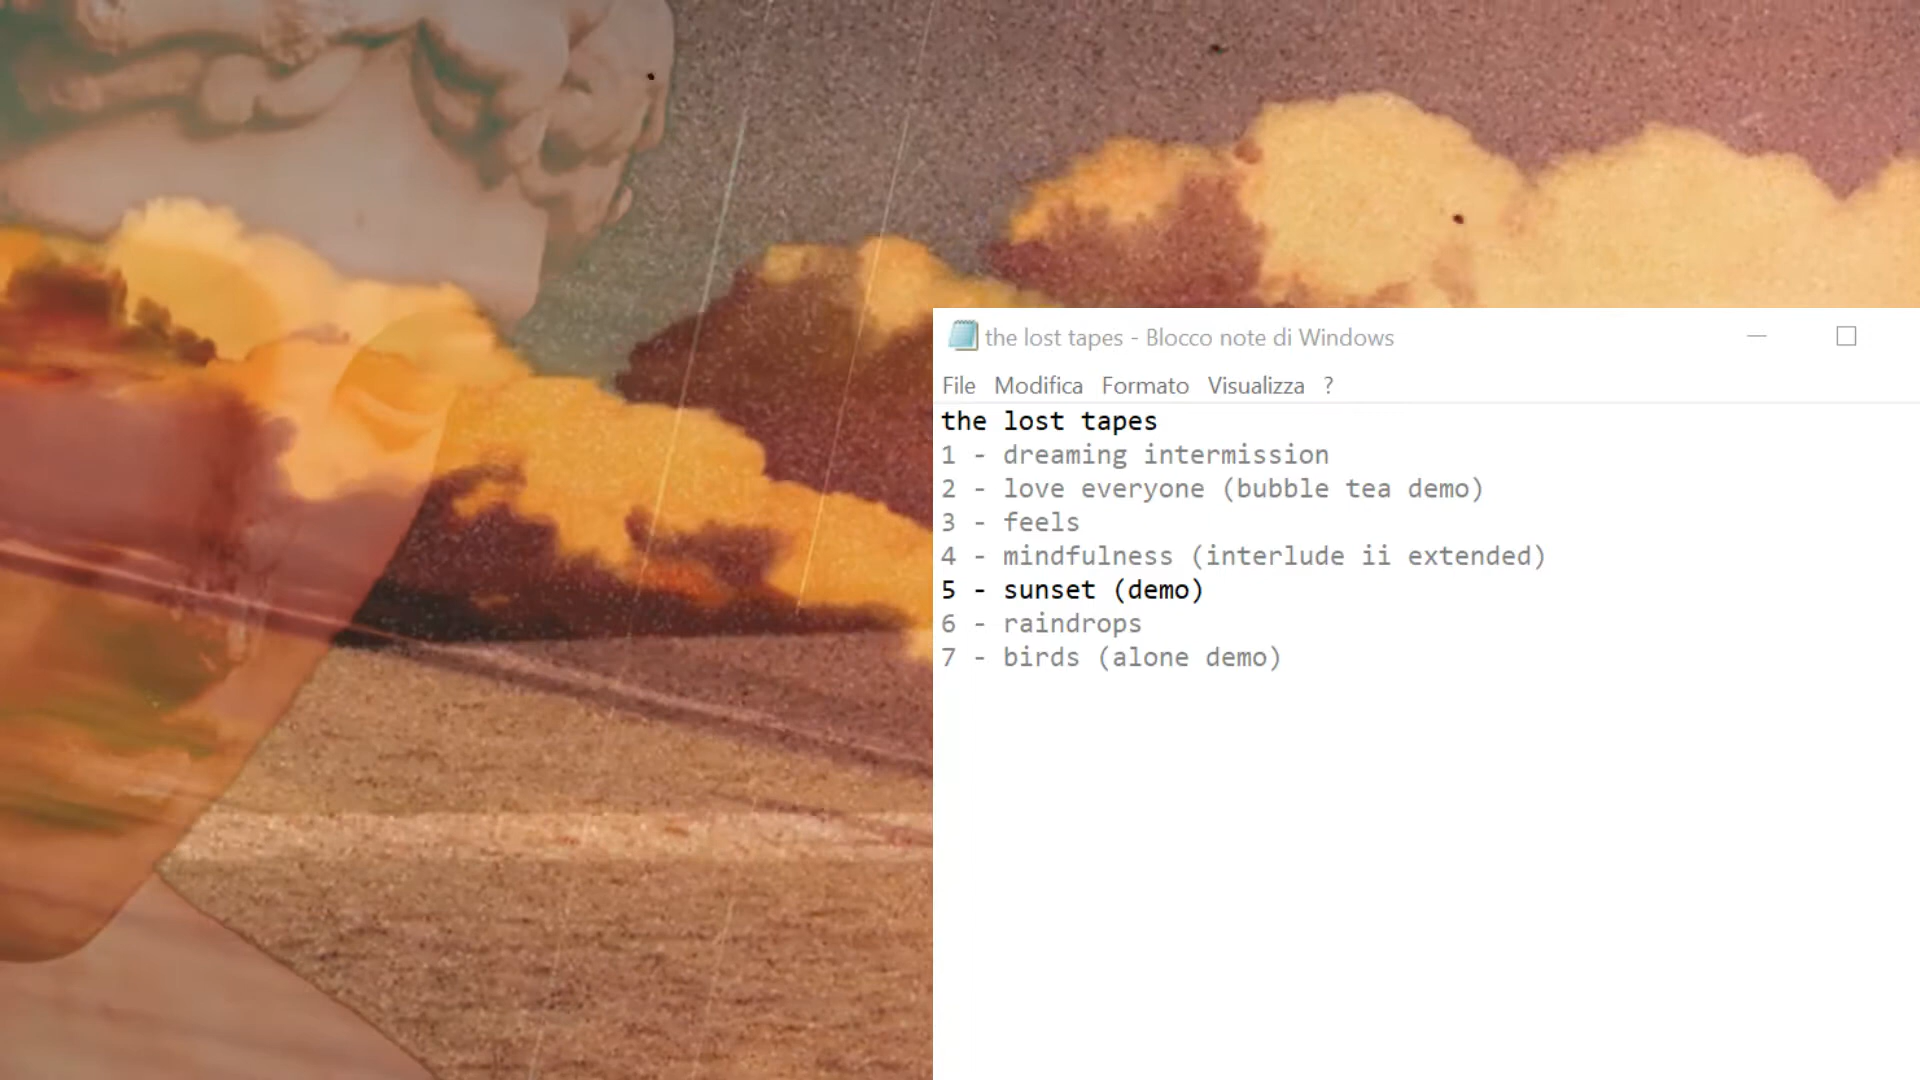 the lost tapes - Blocco note di Windows
File Modifica Formato Visualizza ?
the lost tapes
1 - dreaming intermission
2 - love everyone (bubble tea demo)
3 - feels
4 - mindfulness (interlude ii extended)
5 - sunset (demo)
6 - raindrops
7 - birds (alone demo)